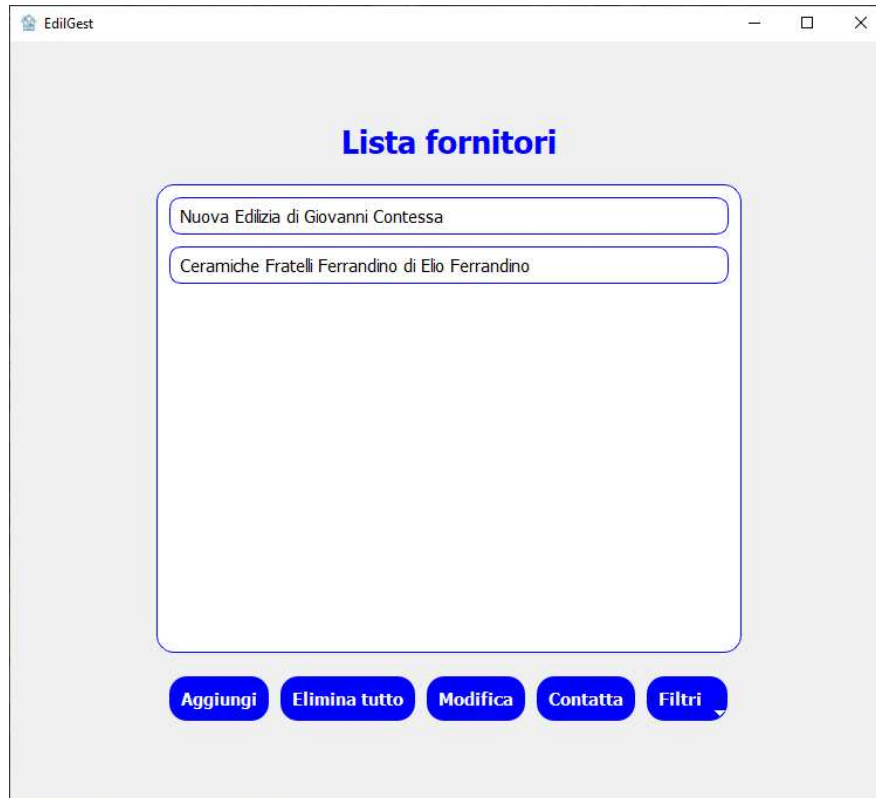 EdilGest
Lista fornitori
Nuova Edilizia di Giovanni Contessa
Ceramiche Fratelli Ferrandino di Elio Ferrandino
Aggiungi Elimina tutto Modifica Contatta Filtri